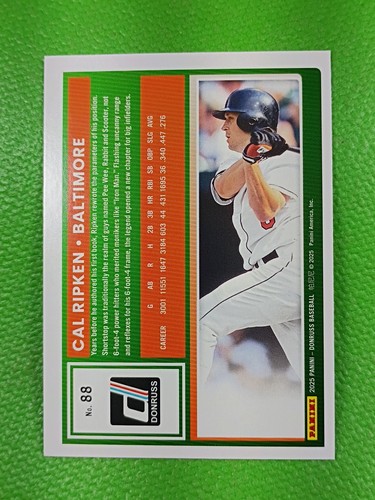 No. 88
DONRUSS
CAL RIPKEN • BALTIMORE
Years before he authored his first book, Ripken rewrote the parameters of his position.
Shortstop was traditionally the realm of guys named Pee Wee, Rabbit and Scooter, not
6-foot-4 power hitters who merited monikers like "Iron Man." Flashing uncanny range
and reflexes for his 6-foot-4 frame, the legend opened a new chapter for big infielders.
G AB R H 2B 3B HR RBI SB OBP SLG AVG
CAREER 3001 11551 1647 3184 603 44 431 1695 36 .340 .447 .276
PANINI
2025 PANINI – DONRUSS BASEBALL 帕尼尼 © 2025 Panini America, Inc.